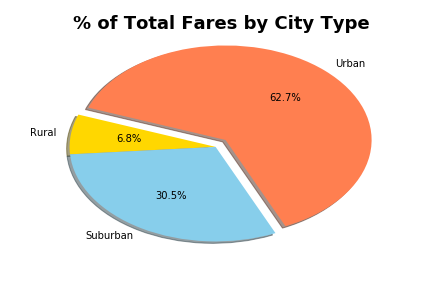 % of Total Fares by City Type
Urban
62.7%
Rural
6.8%
30.5%
Suburban